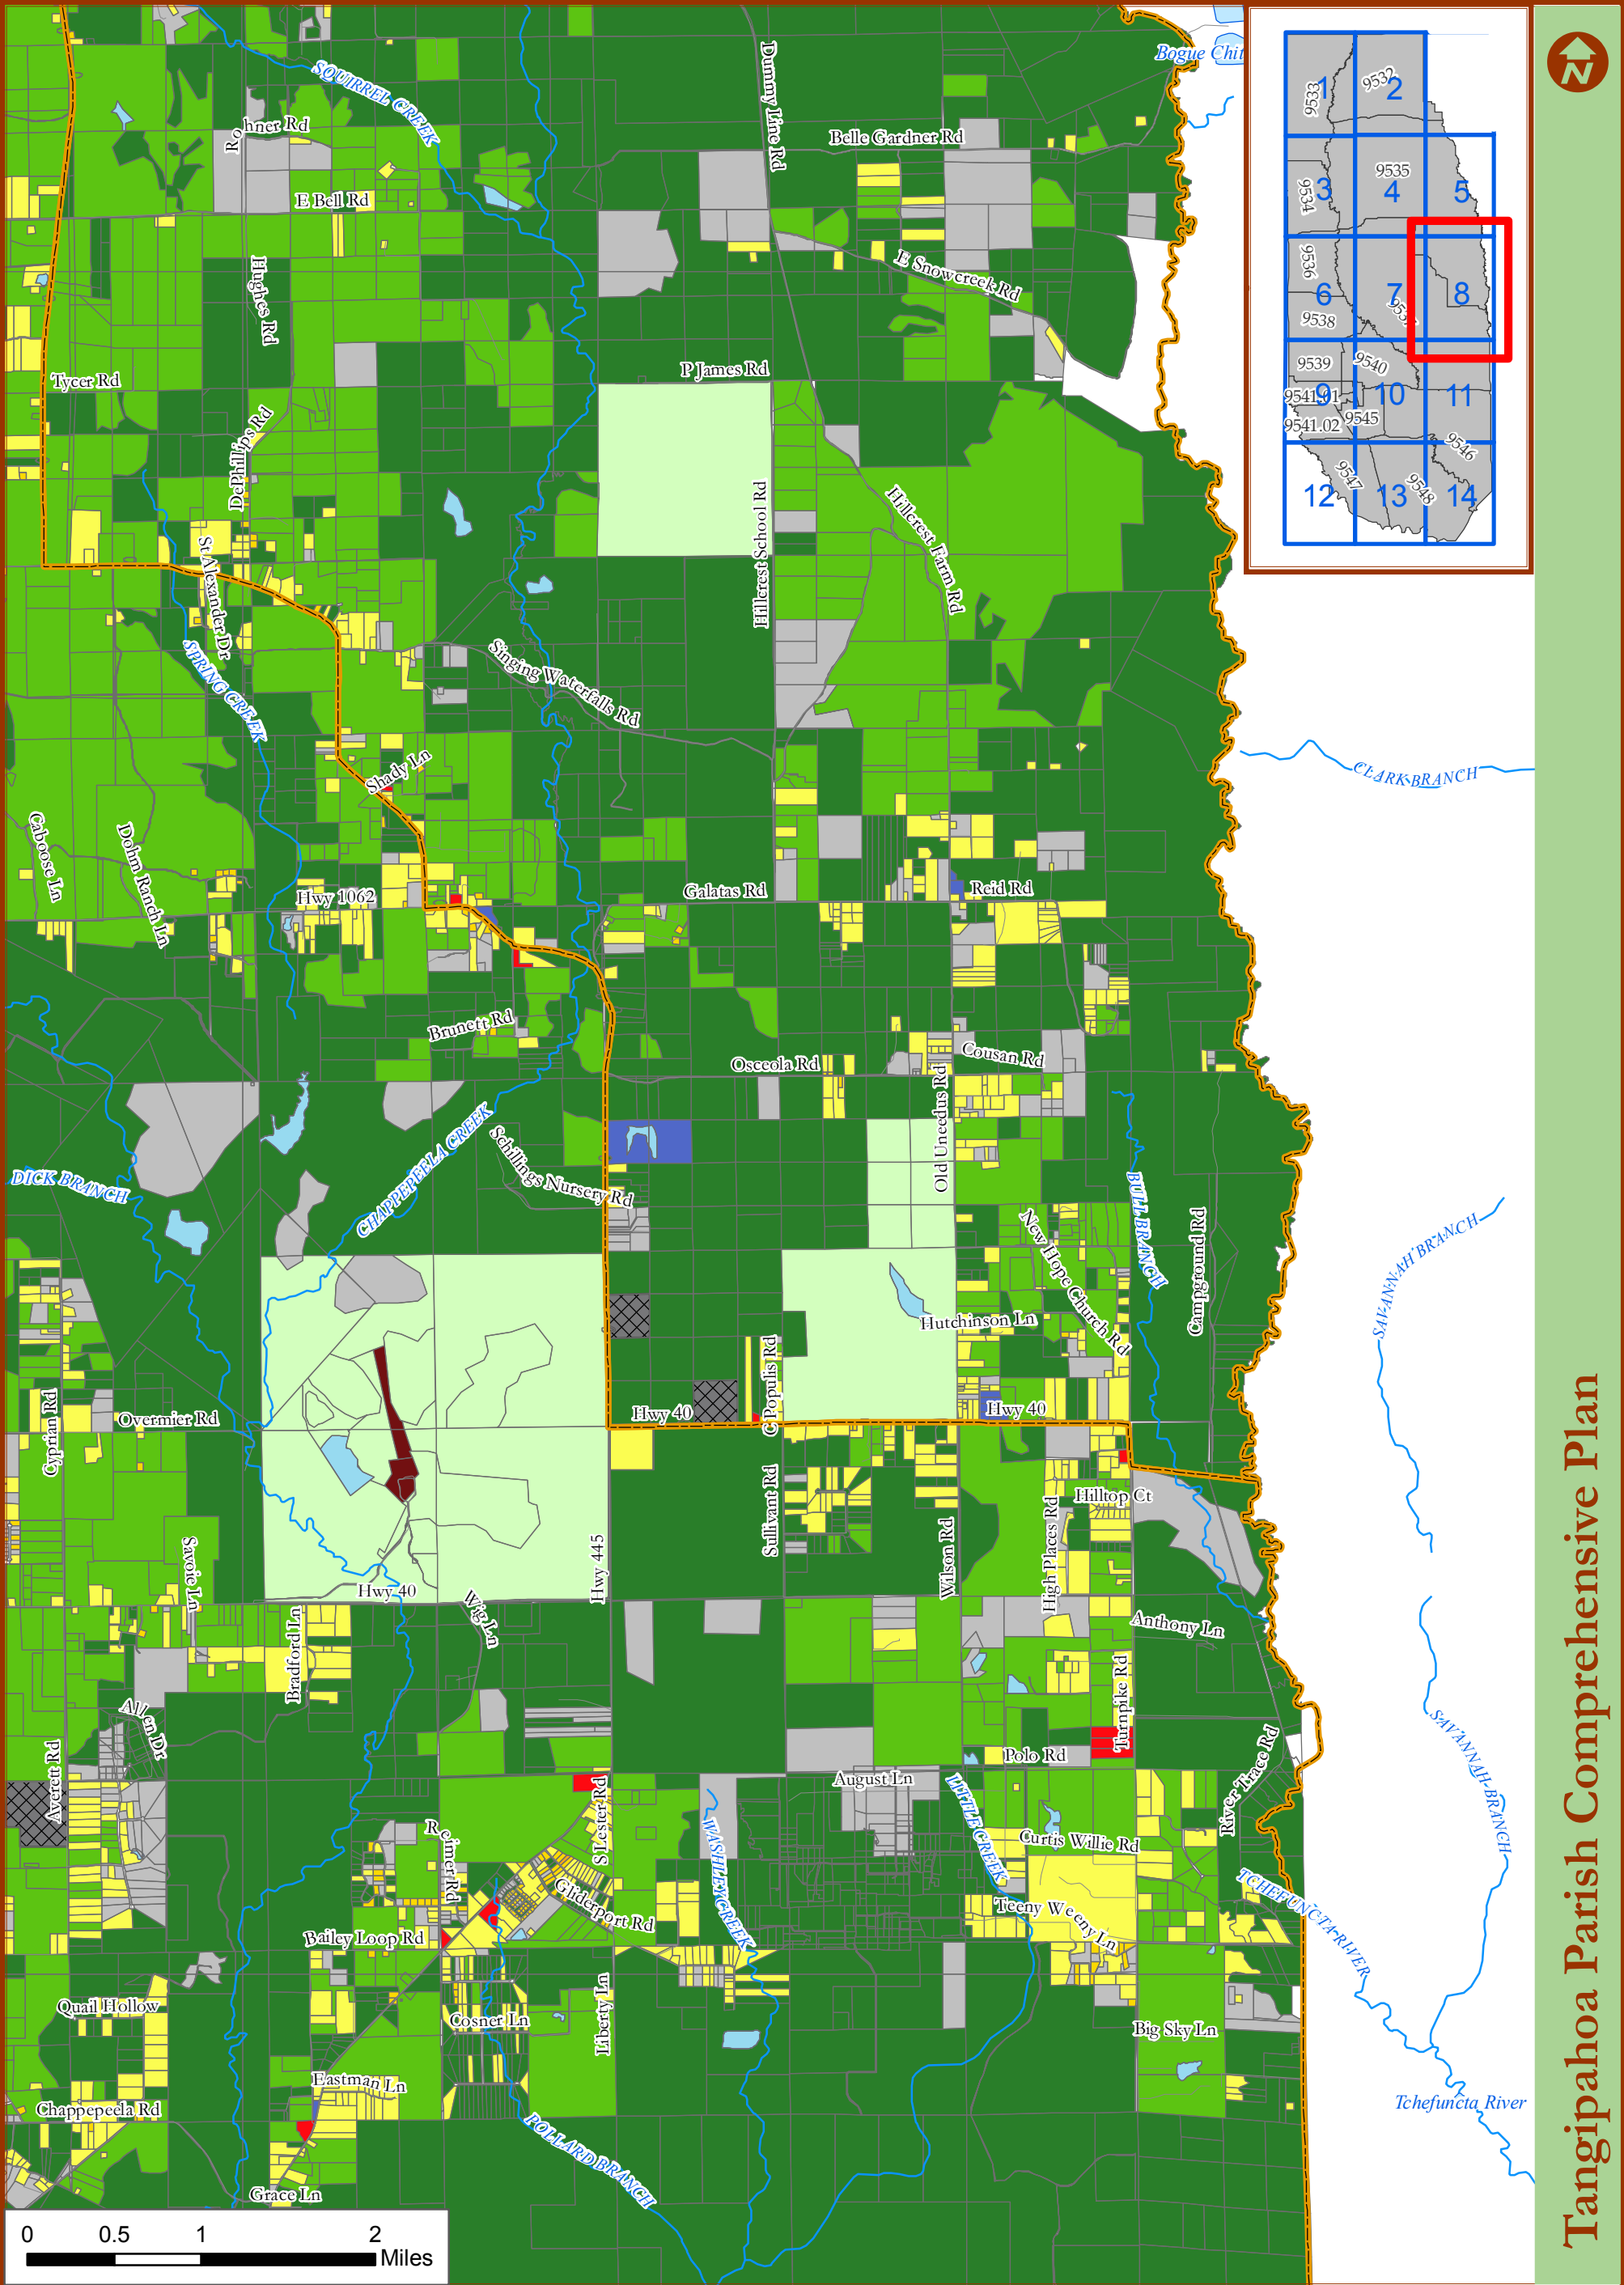 Bogue Chit
SQUIRREL CREEK
Dummy Line Rd
Rohner Rd
Belle Gardner Rd
E Bell Rd
Hughes Rd
E Snowcreek Rd
P James Rd
Tycer Rd
DePhillips Rd
Hillcrest School Rd
Hillcrest Farm Rd
St Alexander Dr
SPRING CREEK
Singing Waterfalls Rd
Shady Ln
CLARK BRANCH
Caboose Ln
Dohm Ranch Ln
Hwy 1062
Galatas Rd
Reid Rd
Brunett Rd
Osceola Rd
Cousan Rd
Old Uneedus Rd
CHAPPEPEELA CREEK
Schillings Nursery Rd
DICK BRANCH
BULL BRANCH
New Hope Church Rd
Campground Rd
SAVANNAH BRANCH
Hutchinson Ln
C Populis Rd
Cyprian Rd
Overmier Rd
Hwy 40
Hwy 40
Sullivant Rd
Hilltop Ct
Savoie Ln
Hwy 445
Wilson Rd
High Places Rd
Hwy 40
Wig Ln
Bradford Ln
Anthony Ln
Allen Dr
Turnpike Rd
Averett Rd
Polo Rd
River Trace Rd
August Ln
SAVANNAH BRANCH
S Lester Rd
WASHLEY CREEK
LITTLE CREEK
Curtis Willie Rd
Reimer Rd
Gliderport Rd
Teeny Weeny Ln
TCHEFUNCTA RIVER
Bailey Loop Rd
Quail Hollow
Cosner Ln
Liberty Ln
Big Sky Ln
Eastman Ln
Chappepeela Rd
Tchefuncta River
POLLARD BRANCH
Grace Ln
0 0.5 1 2
Miles
1 2
9533 9532
3 4 5
9534 9535
6 7 8
9536
9538
9 10 11
9539 9540
9541.01
9541.02 9545
12 13 14
9547 9548 9546
N
Tangipahoa Parish Comprehensive Plan